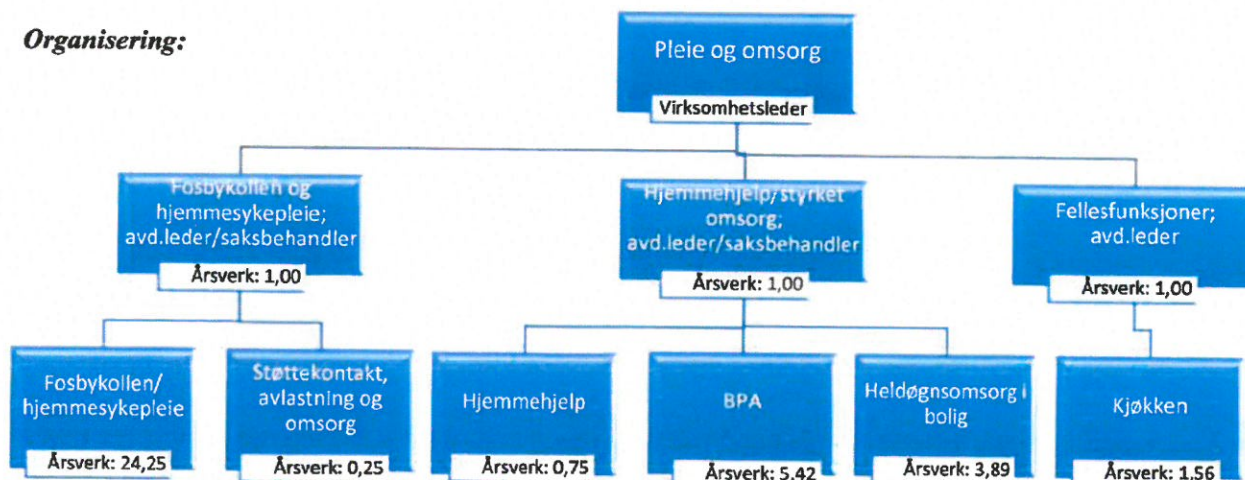 Organisering:
Pleie og omsorg
Virksomhetsleder
Fosbykollen og
hjemmesykepleie;
avd.leder/saksbehandler
Årsverk: 1,00
Hjemmehjelp/styrket
omsorg;
avd.leder/saksbehandler
Årsverk: 1,00
Fellesfunksjoner;
avd.leder
Årsverk: 1,00
Fosbykollen/
hjemmesykepleie
Årsverk: 24,25
Støttekontakt,
avlastning og
omsorg
Årsverk: 0,25
Hjemmehjelp
Årsverk: 0,75
BPA
Årsverk: 5,42
Heldøgnsomsorg i
bolig
Årsverk: 3,89
Kjøkken
Årsverk: 1,56